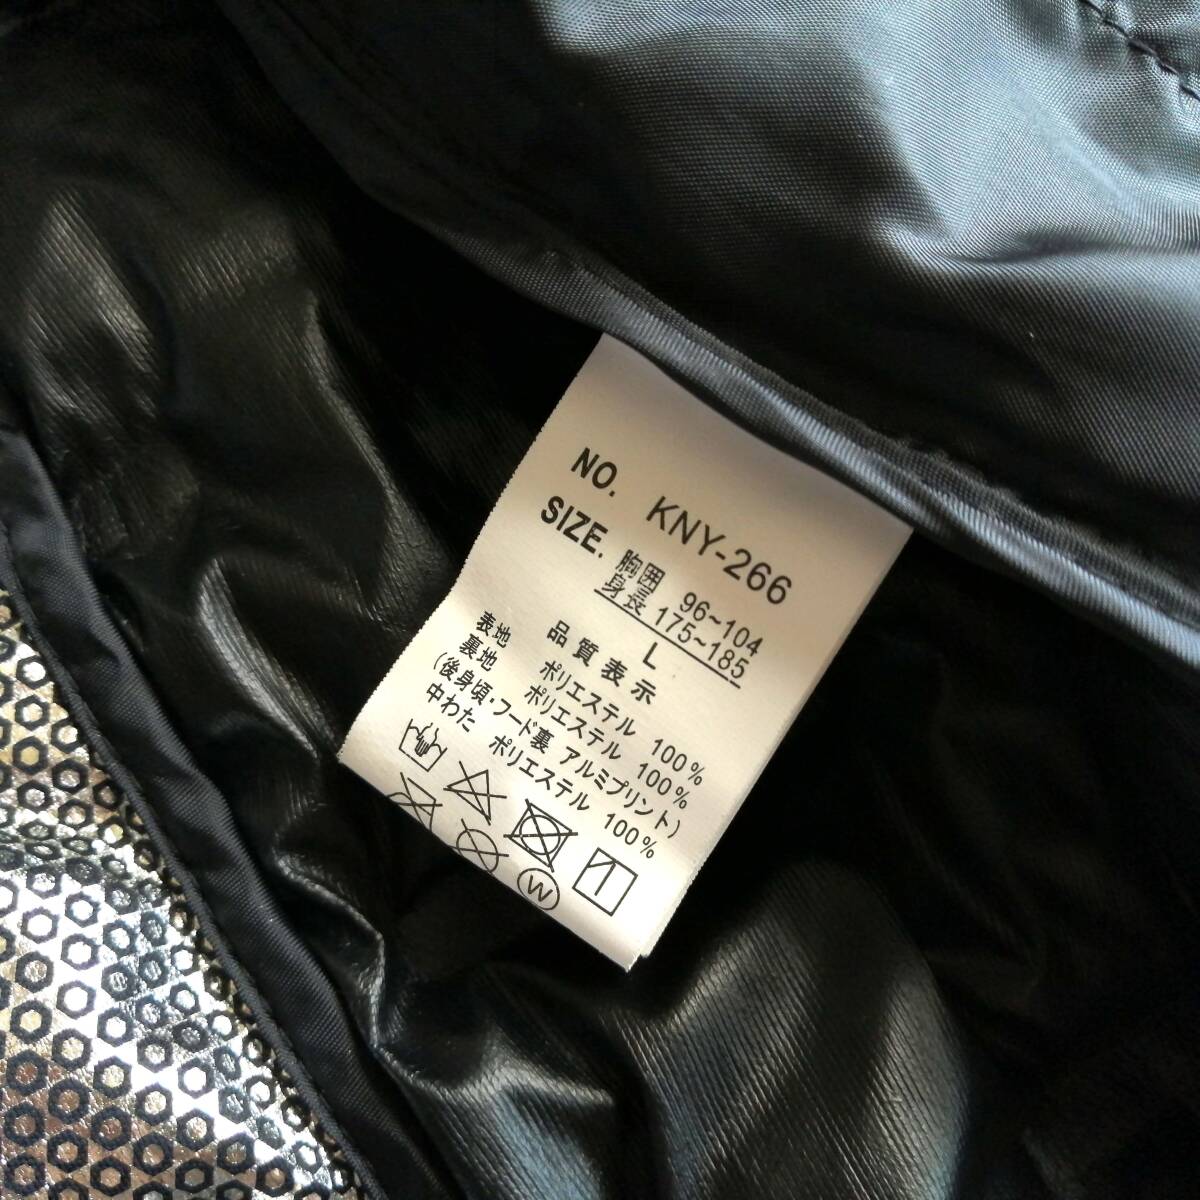 NO. KNY-266
SIZE. 胸囲 96~104
身長 175~185
L
品質表示
表地 ポリエステル 100%
裏地 ポリエステル 100%
(後身頃・フード裏 アルミプリント)
中わた ポリエステル 100%
W